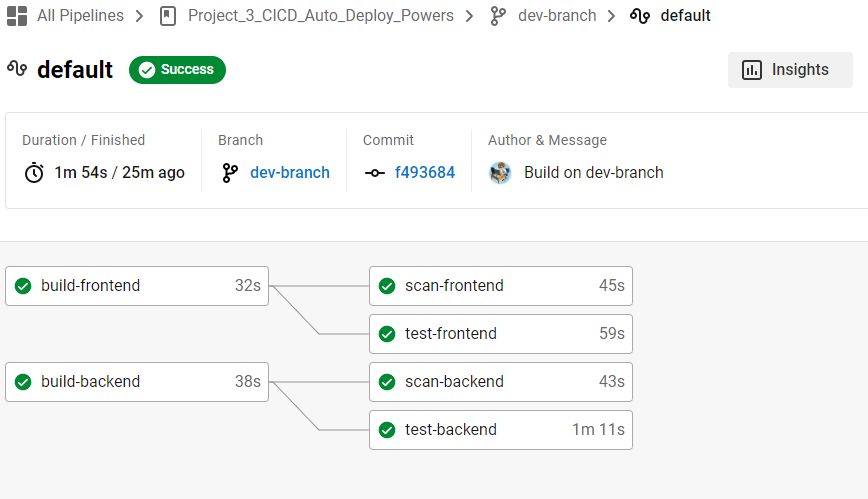 All Pipelines > Project_3_CICD_Auto_Deploy_Powers > dev-branch > default
default Success Insights
Duration / Finished Branch Commit Author & Message
1m 54s / 25m ago dev-branch f493684 Build on dev-branch
build-frontend 32s scan-frontend 45s
test-frontend 59s
build-backend 38s scan-backend 43s
test-backend 1m 11s